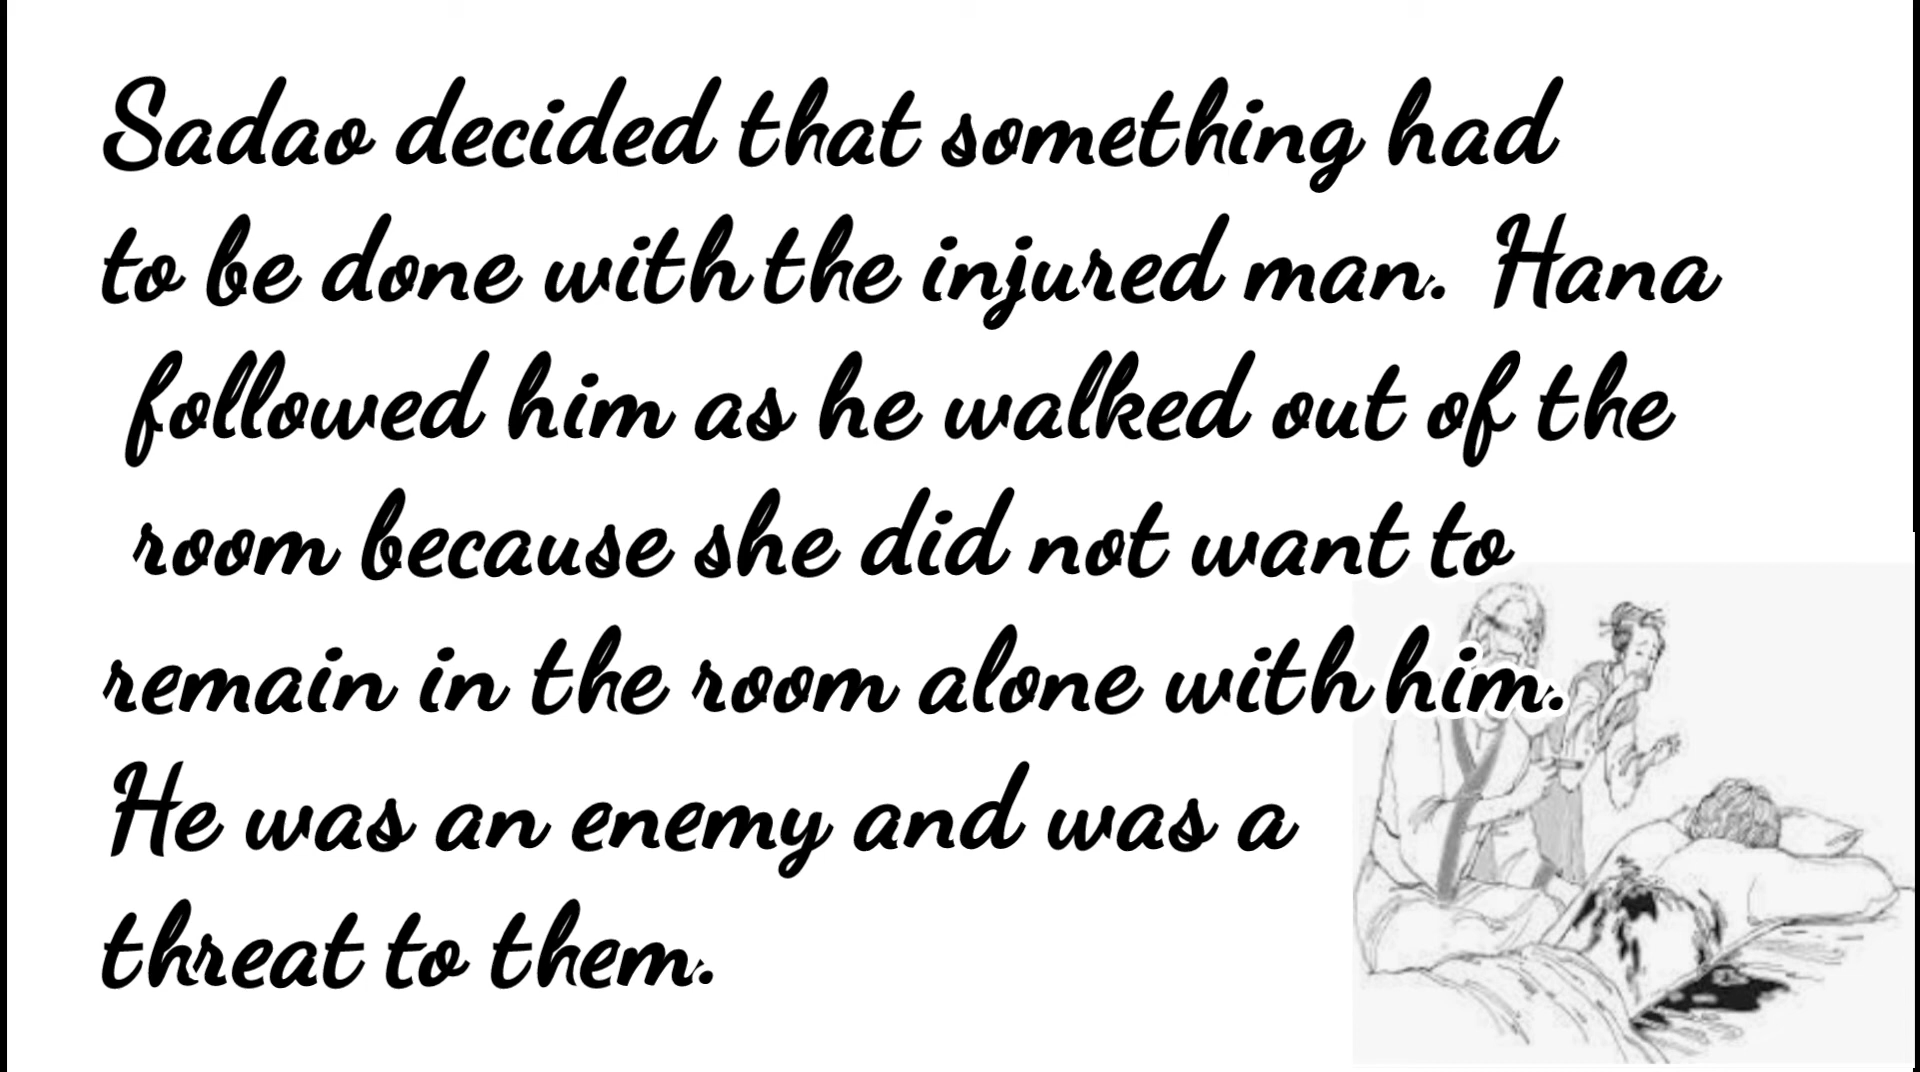 Sadao decided that something had
to be done with the injured man. Hana
followed him as he walked out of the
room because she did not want to
remain in the room alone with him.
He was an enemy and was a
threat to them.